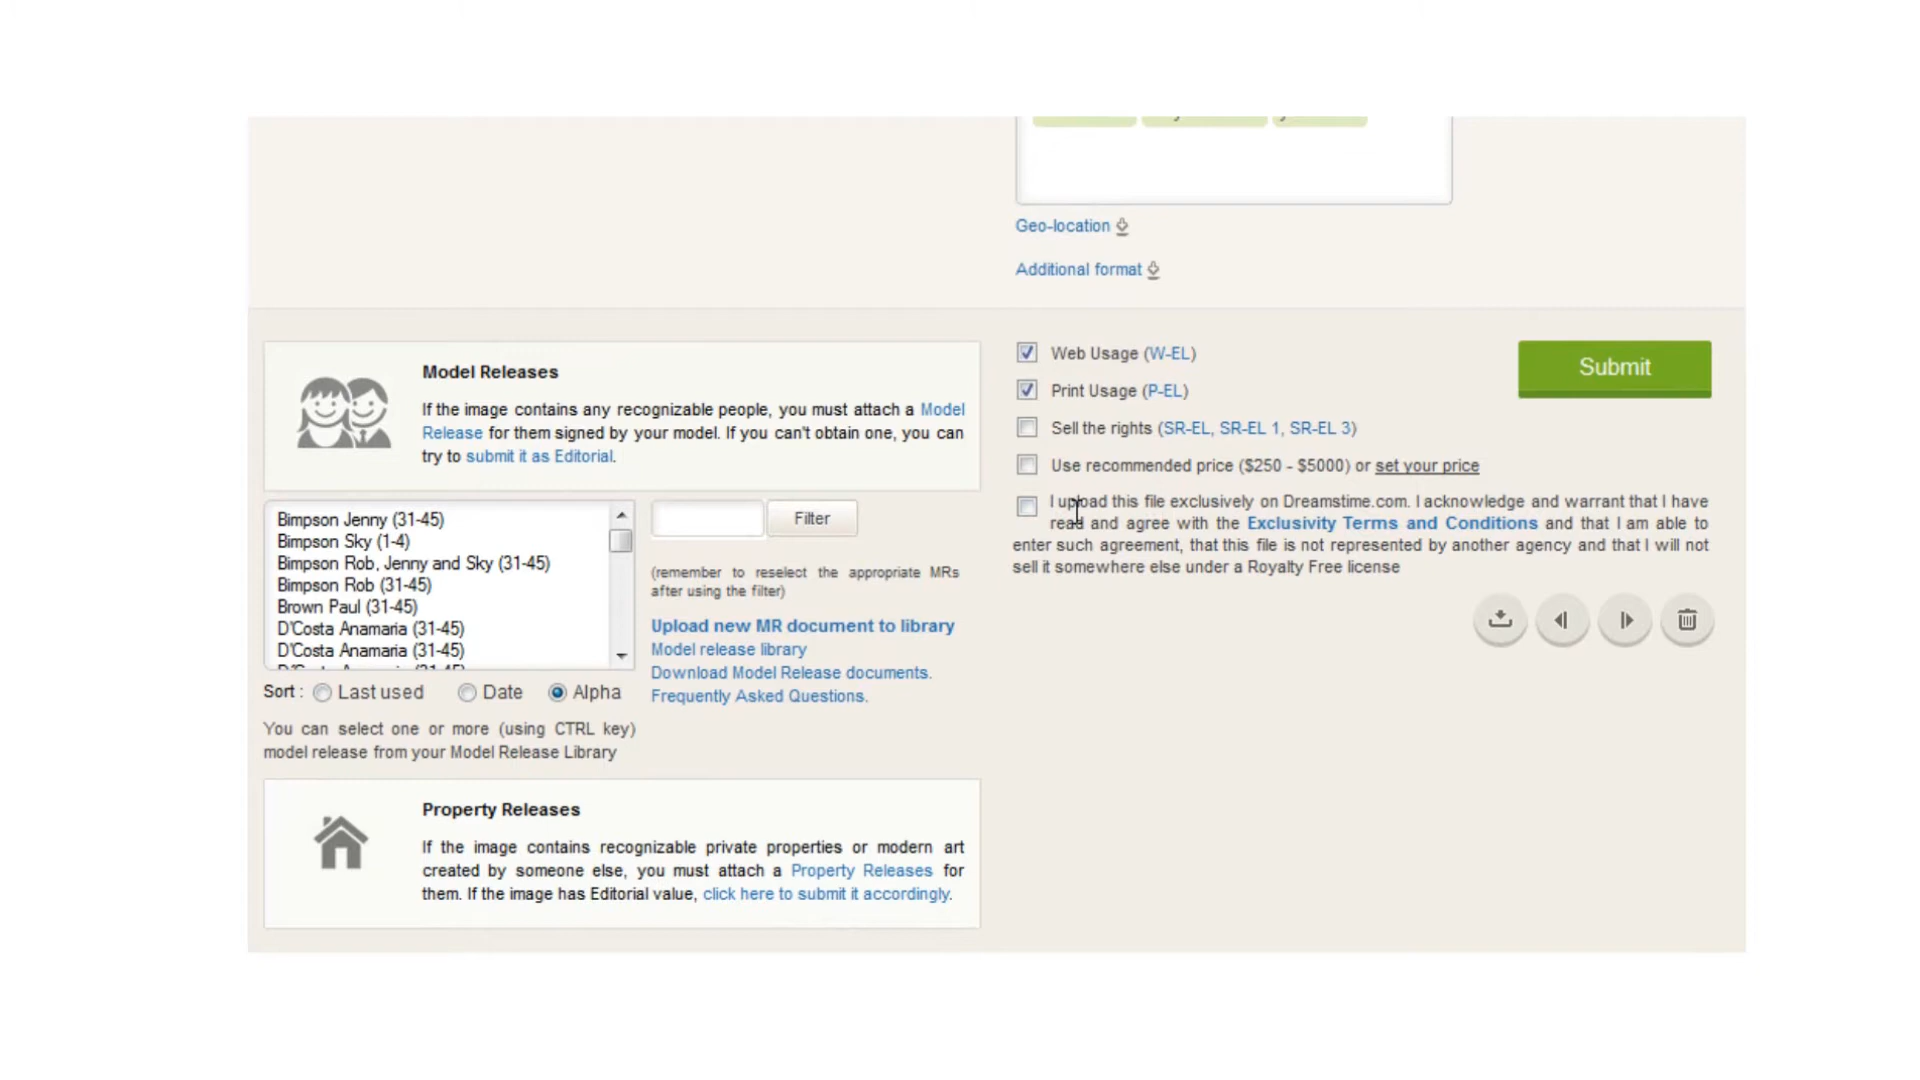 Geo-location
Additional format
Model Releases
If the image contains any recognizable people, you must attach a Model
Release for them signed by your model. If you can't obtain one, you can
try to submit it as Editorial.
Bimpson Jenny (31-45)
Bimpson Sky (1-4)
Bimpson Rob, Jenny and Sky (31-45)
Bimpson Rob (31-45)
Brown Paul (31-45)
D'Costa Anamaria (31-45)
D'Costa Anamaria (31-45)
Filter
(remember to reselect the appropriate MRs
after using the filter)
Upload new MR document to library
Model release library
Download Model Release documents.
Frequently Asked Questions.
Sort : Last used Date Alpha
You can select one or more (using CTRL key)
model release from your Model Release Library
Property Releases
If the image contains recognizable private properties or modern art
created by someone else, you must attach a Property Releases for
them. If the image has Editorial value, click here to submit it accordingly.
Web Usage (W-EL)
Print Usage (P-EL)
Sell the rights (SR-EL, SR-EL 1, SR-EL 3)
Use recommended price ($250 - $5000) or set your price
I upload this file exclusively on Dreamstime.com. I acknowledge and warrant that I have
read and agree with the Exclusivity Terms and Conditions and that I am able to
enter such agreement, that this file is not represented by another agency and that I will not
sell it somewhere else under a Royalty Free license
Submit